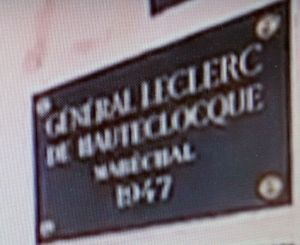 GÉNÉRAL LECLERC
DE HAUTECLOCQUE
MARÉCHAL
1947